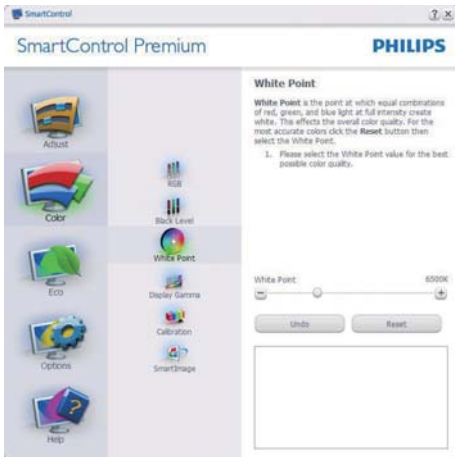 SmartControl
SmartControl Premium
PHILIPS
Adjust
Color
Eco
Options
Help
RGB
Black Level
White Point
Display Gamma
Calibration
SmartImage
White Point
White Point is the point at which equal combinations
of red, green, and blue light at full intensity create
white. This effects the overall color quality. For the
most accurate colors click the Reset button then
select the White Point.
1. Please select the White Point value for the best
possible color quality.
White Point 6500K
Undo Reset